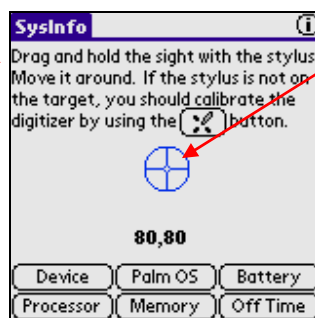 SysInfo
Drag and hold the sight with the stylus
Move it around. If the stylus is not on
the target, you should calibrate the
digitizer by using the button.
80,80
Device Palm OS Battery
Processor Memory Off Time